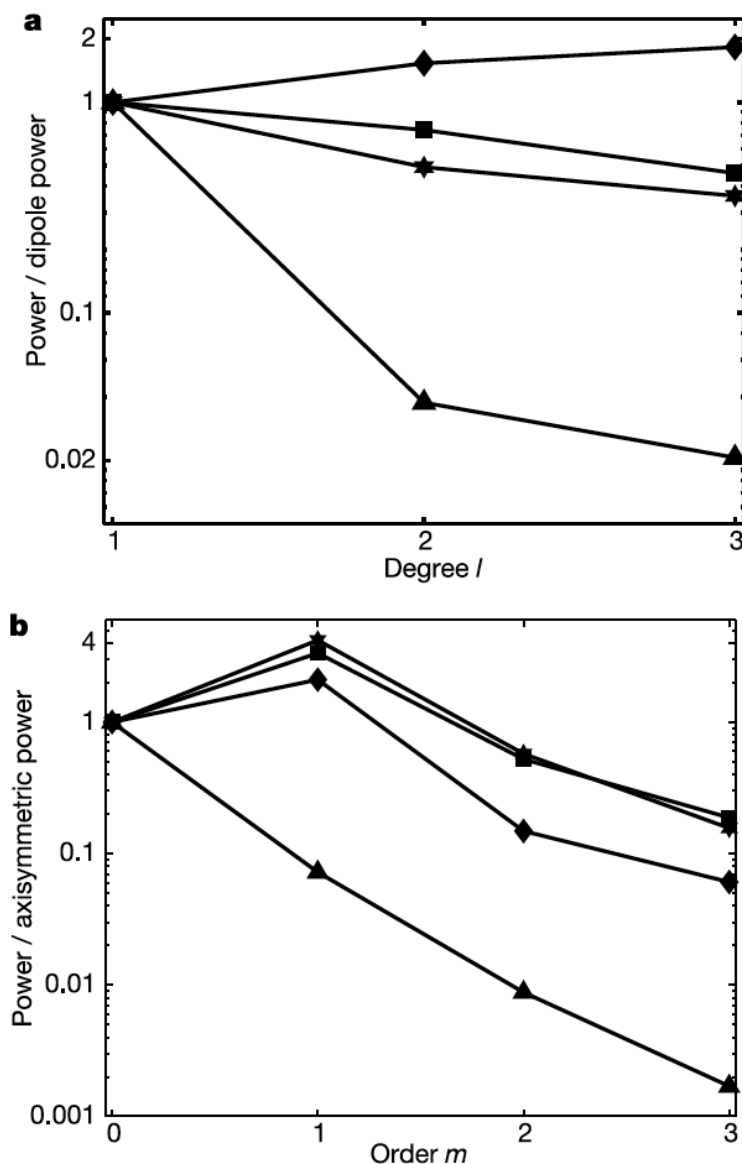 a
2
1
0.1
0.02
Power / dipole power
1 2 3
Degree l
b
4
1
0.1
0.01
0.001
Power / axisymmetric power
0 1 2 3
Order m